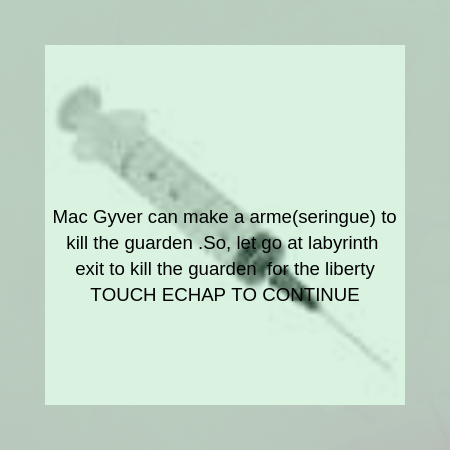 Mac Gyver can make a arme(seringue) to
kill the guarden .So, let go at labyrinth
exit to kill the guarden  for the liberty
TOUCH ECHAP TO CONTINUE